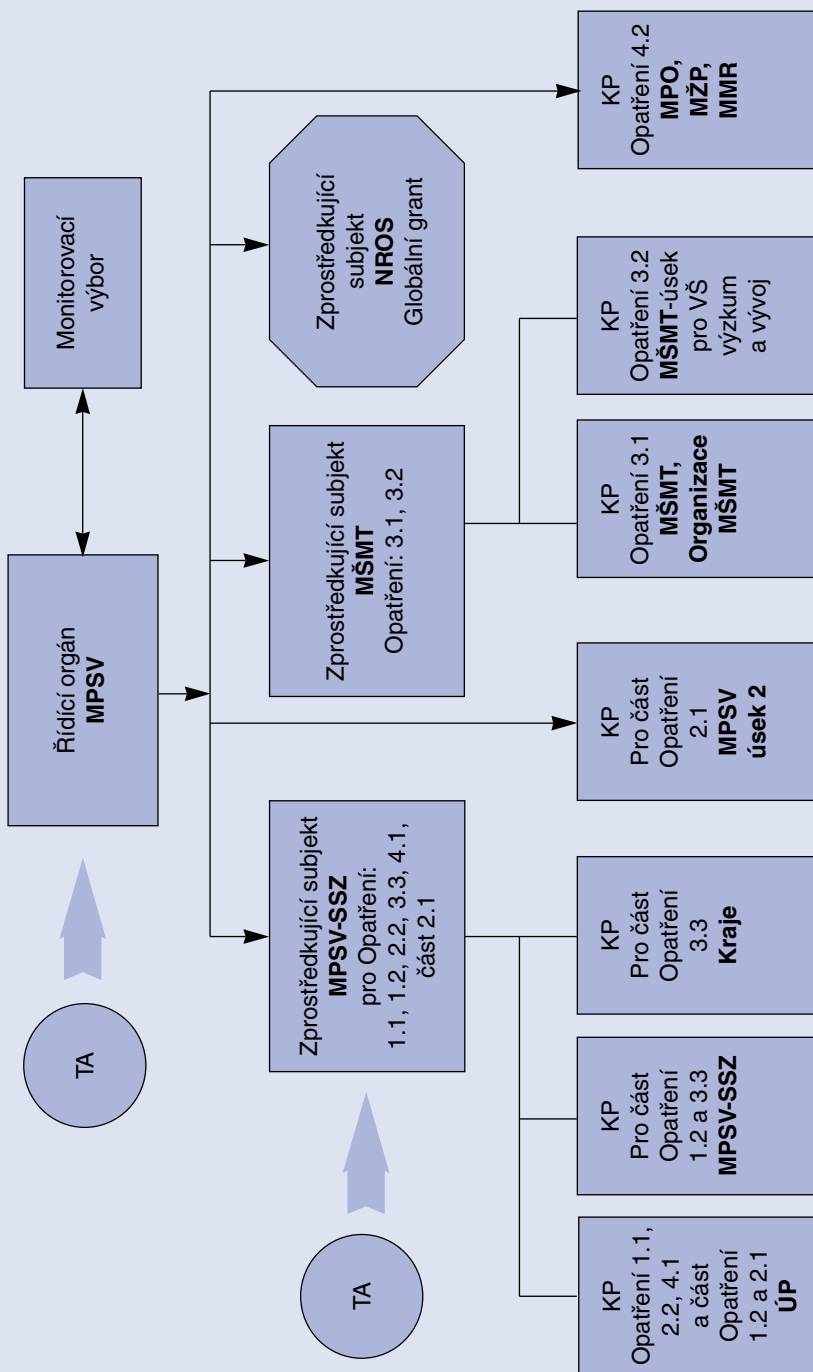 Řídící orgán
MPSV
Monitorovací
výbor
TA
Zprostředkující subjekt
MPSV-SSZ
pro Opatření:
1.1, 1.2, 2.2, 3.3, 4.1,
část 2.1
Zprostředkující subjekt
MŠMT
Opatření: 3.1, 3.2
Zprostředkující
subjekt
NROS
Globální grant
TA
KP
Opatření 1.1,
2.2, 4.1
a část
Opatření
1.2 a 2.1
ÚP
KP
Pro část
Opatření
1.2 a 3.3
MPSV-SSZ
KP
Pro část
Opatření
3.3
Kraje
KP
Pro část
Opatření
2.1
MPSV
úsek 2
KP
Opatření 3.1
MŠMT,
Organizace
MŠMT
KP
Opatření 3.2
MŠMT-úsek
pro VŠ
výzkum
a vývoj
KP
Opatření 4.2
MPO,
MŽP,
MMR